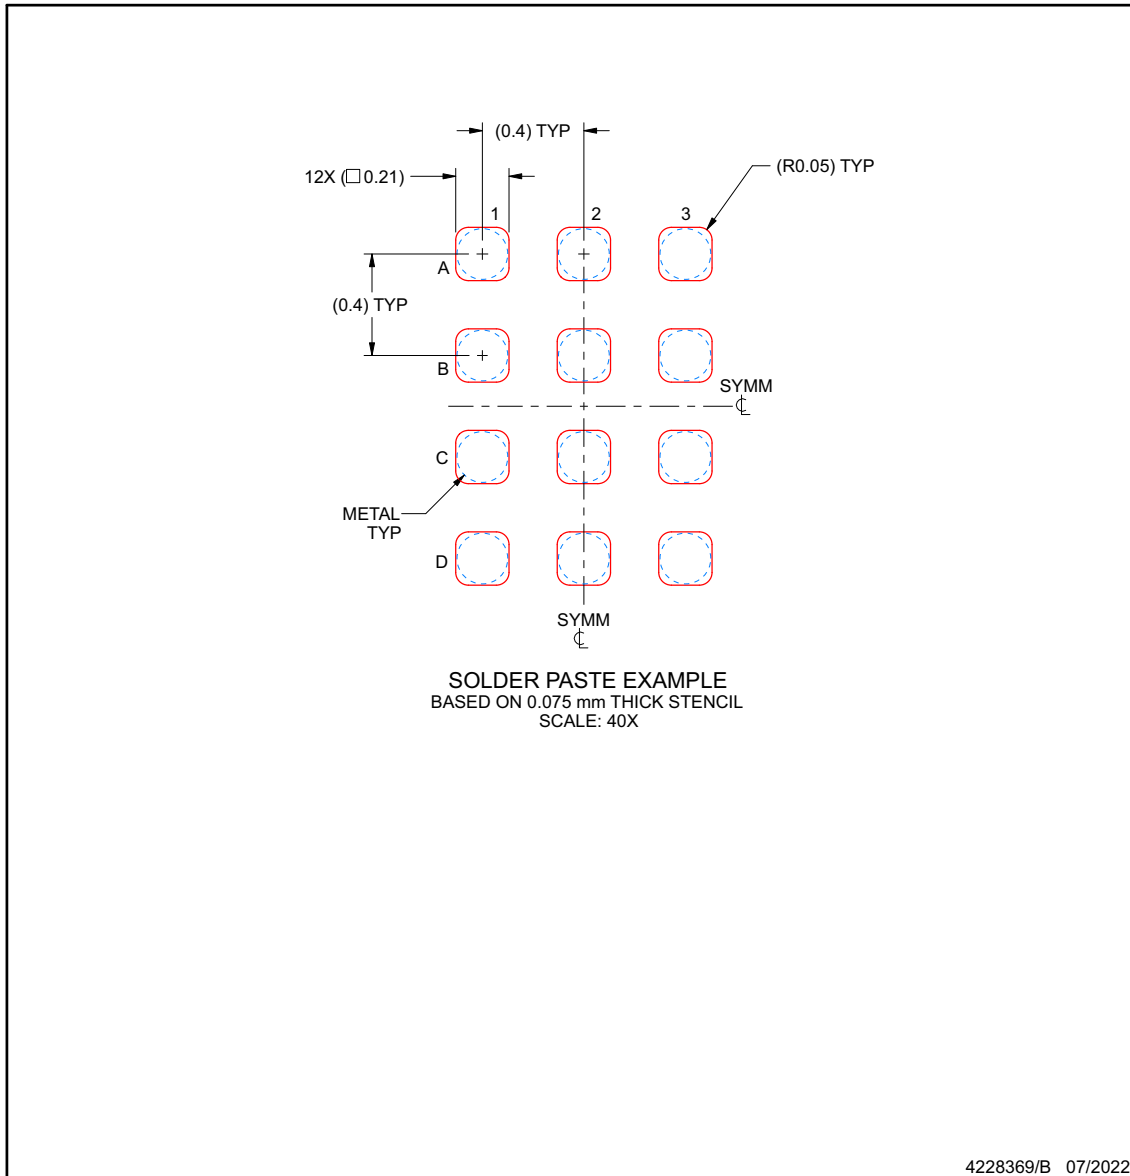 (0.4) TYP
12X (□ 0.21)
(R0.05) TYP
1
2
3
A
(0.4) TYP
B
SYMM
℄
C
METAL
TYP
D
SYMM
℄
SOLDER PASTE EXAMPLE
BASED ON 0.075 mm THICK STENCIL
SCALE: 40X
4228369/B 07/2022